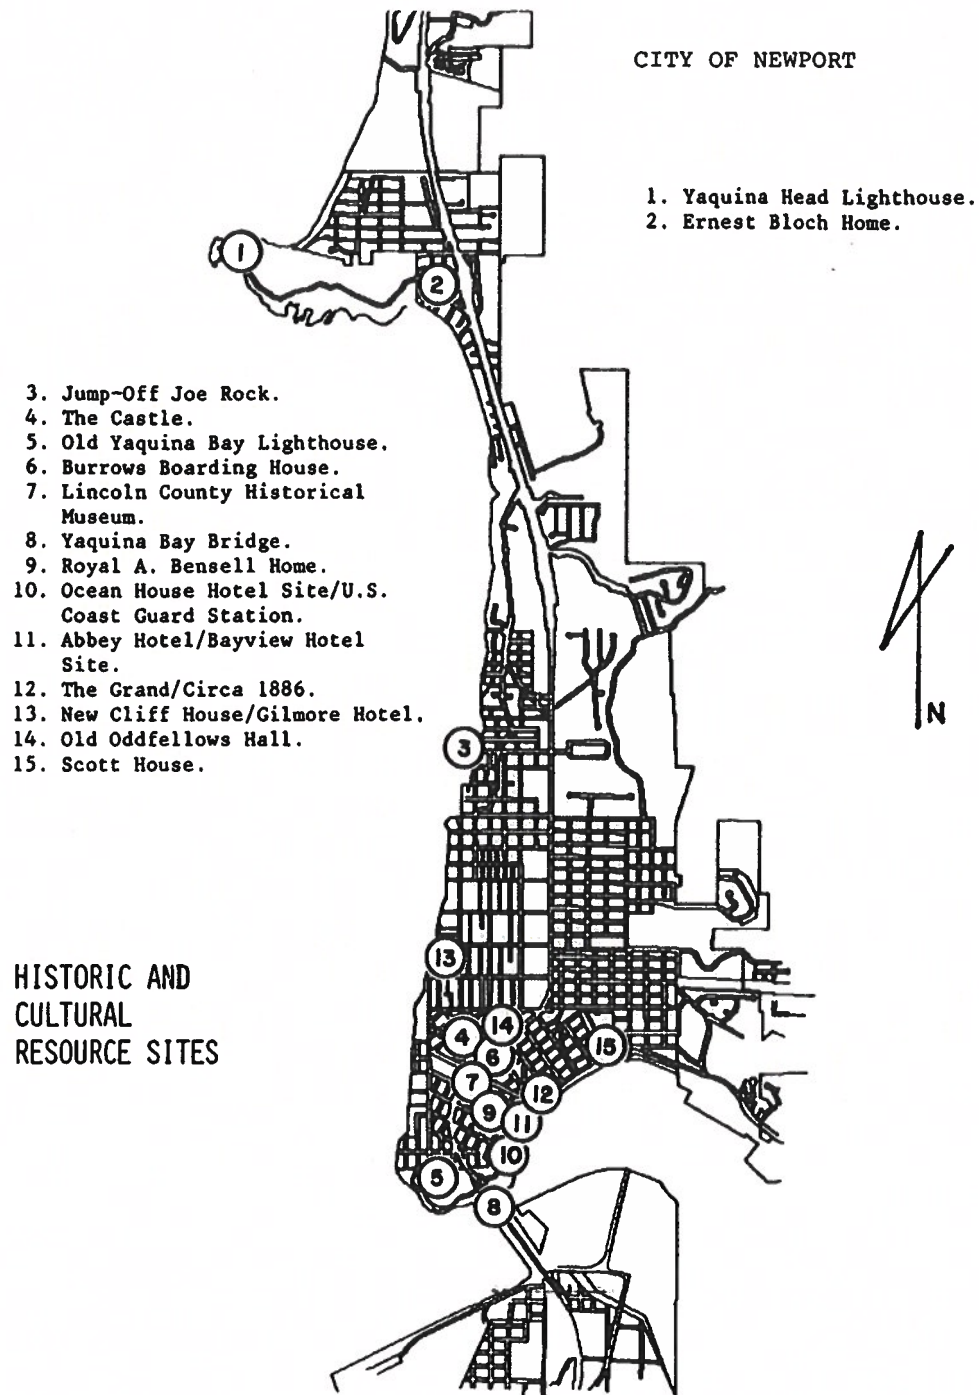 CITY OF NEWPORT
1. Yaquina Head Lighthouse.
2. Ernest Bloch Home.
1
2
3. Jump-Off Joe Rock.
4. The Castle.
5. Old Yaquina Bay Lighthouse.
6. Burrows Boarding House.
7. Lincoln County Historical
Museum.
8. Yaquina Bay Bridge.
9. Royal A. Bensell Home.
10. Ocean House Hotel Site/U.S.
Coast Guard Station.
11. Abbey Hotel/Bayview Hotel
Site.
12. The Grand/Circa 1886.
13. New Cliff House/Gilmore Hotel.
14. Old Oddfellows Hall.
15. Scott House.
N
3
13
HISTORIC AND
CULTURAL
RESOURCE SITES
14
4
15
6
7
12
9
11
10
5
8